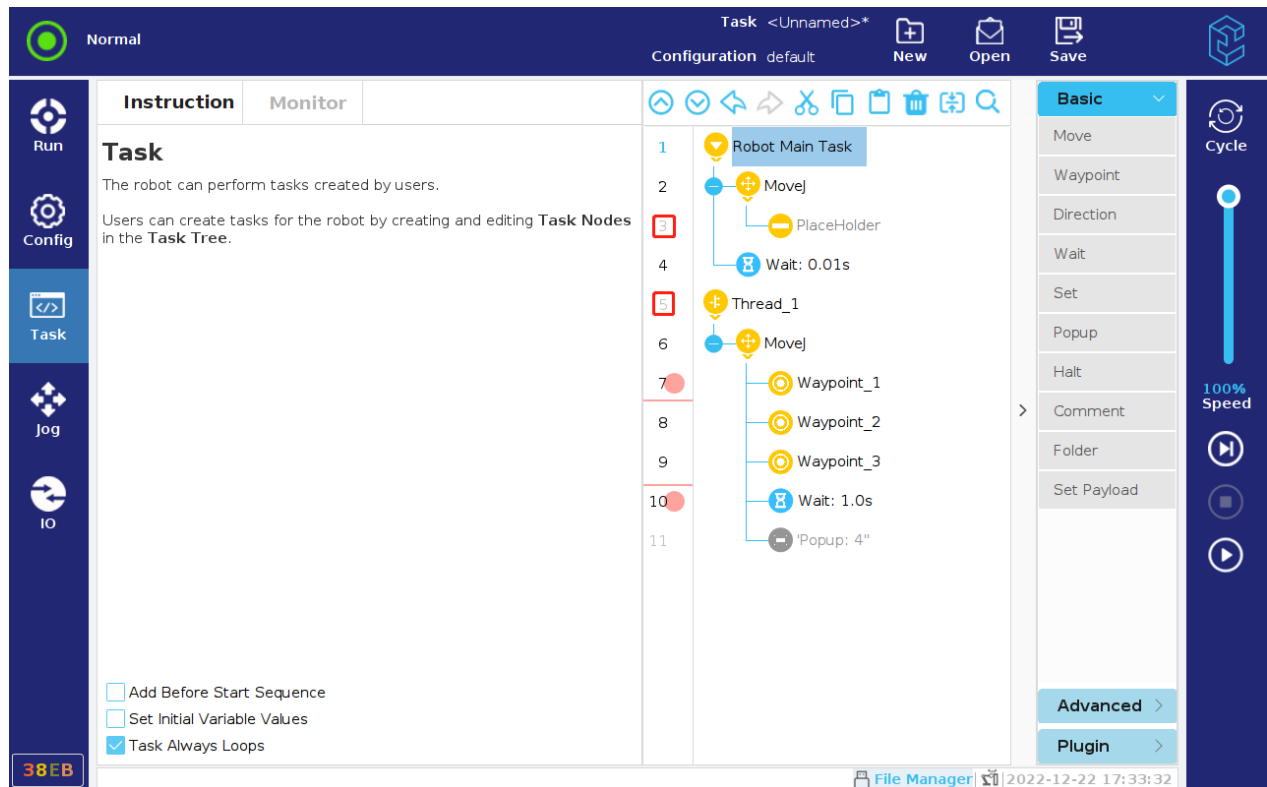 Normal
Task <Unnamed>*
Configuration default
New
Open
Save
Run
Config
Task
Jog
IO
38EB
Instruction
Monitor
Task
The robot can perform tasks created by users.
Users can create tasks for the robot by creating and editing Task Nodes
in the Task Tree.
Add Before Start Sequence
Set Initial Variable Values
Task Always Loops
1 Robot Main Task
2 MoveJ
3 PlaceHolder
4 Wait: 0.01s
5 Thread_1
6 MoveJ
7 Waypoint_1
8 Waypoint_2
9 Waypoint_3
10 Wait: 1.0s
11 'Popup: 4"
Basic
Move
Waypoint
Direction
Wait
Set
Popup
Halt
Comment
Folder
Set Payload
Advanced
Plugin
Cycle
100%
Speed
File Manager
2022-12-22 17:33:32